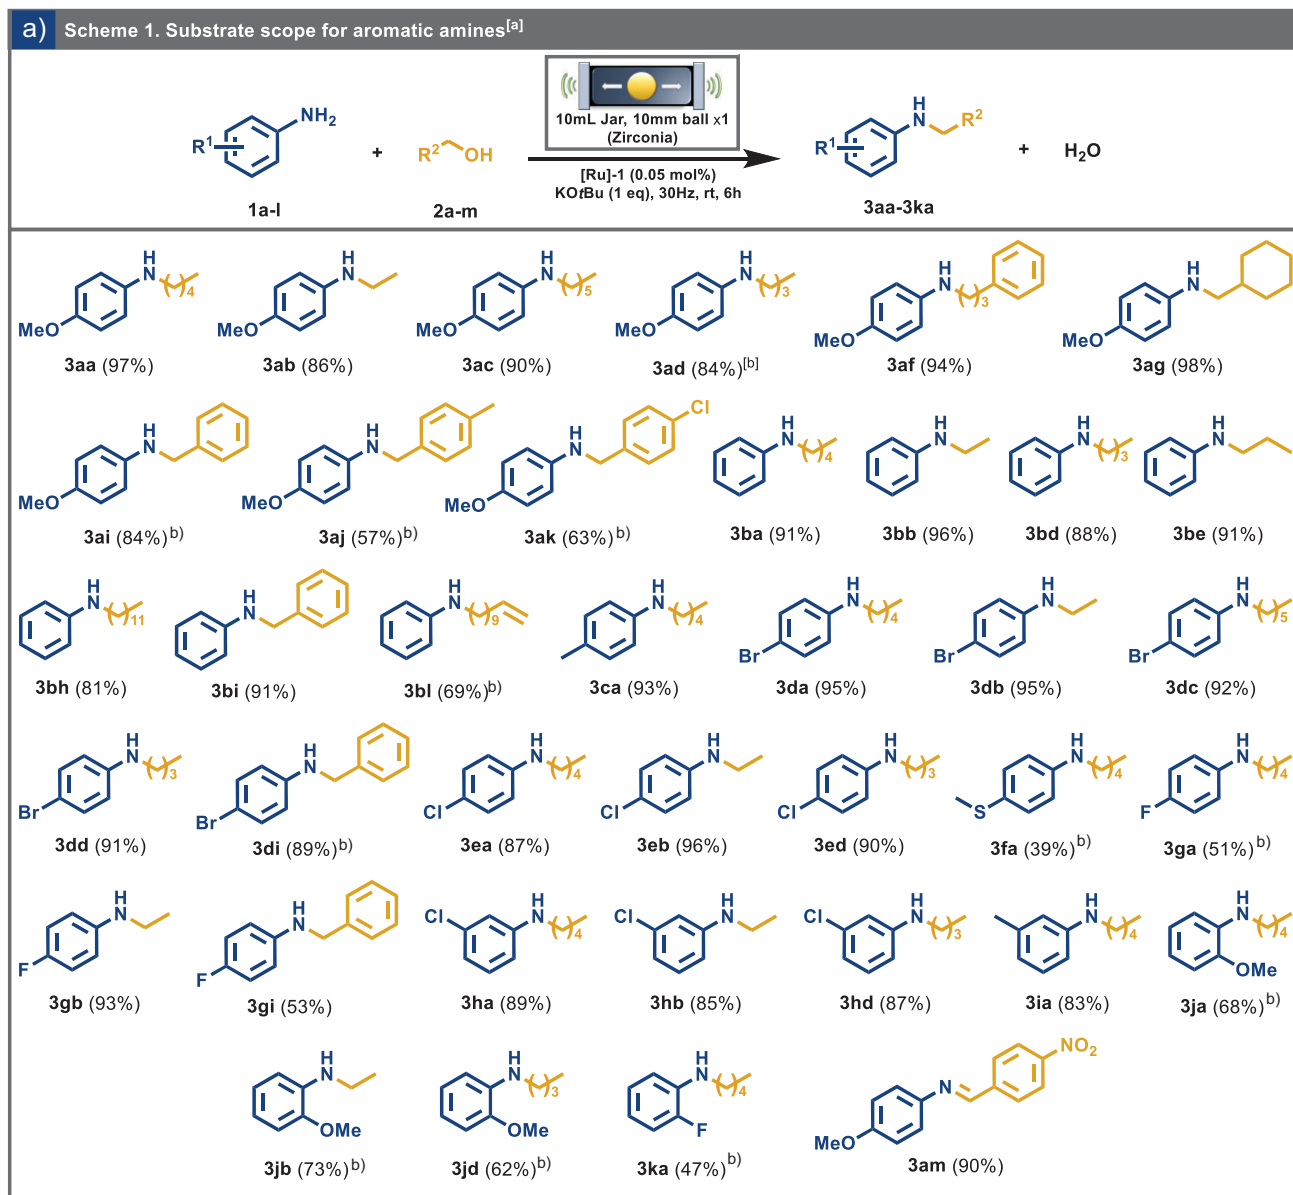 a) Scheme 1. Substrate scope for aromatic amines[a]
R1 NH2 + R2 OH 10mL Jar, 10mm ball x1 (Zirconia) R1 H N R2 + H2O
[Ru]-1 (0.05 mol%)
KOtBu (1 eq), 30Hz, rt, 6h
1a-l 2a-m 3aa-3ka
H N ( ) 4 MeO H N MeO H N ( ) 5 MeO H N ( ) 3 MeO H N ( ) 3 MeO H N MeO
3aa (97%) 3ab (86%) 3ac (90%) 3ad (84%)[b] 3af (94%) 3ag (98%)
H N MeO H N MeO H N Cl MeO H N ( ) 4 H N H N ( ) 3 H N
3ai (84%)b) 3aj (57%)b) 3ak (63%)b) 3ba (91%) 3bb (96%) 3bd (88%) 3be (91%)
H N ( ) 11 H N H N ( ) 9 H N ( ) 4 H N ( ) 4 Br H N Br H N ( ) 5 Br
3bh (81%) 3bi (91%) 3bl (69%)b) 3ca (93%) 3da (95%) 3db (95%) 3dc (92%)
H N ( ) 3 Br H N Br H N ( ) 4 Cl H N Cl H N ( ) 3 Cl H N ( ) 4 S H N ( ) 4 F
3dd (91%) 3di (89%)b) 3ea (87%) 3eb (96%) 3ed (90%) 3fa (39%)b) 3ga (51%)b)
H N F H N F Cl H N ( ) 4 Cl H N Cl H N ( ) 3 H N ( ) 4 H N ( ) 4 OMe
3gb (93%) 3gi (53%) 3ha (89%) 3hb (85%) 3hd (87%) 3ia (83%) 3ja (68%)b)
H N OMe H N ( ) 3 OMe H N ( ) 4 F N NO2 MeO
3jb (73%)b) 3jd (62%)b) 3ka (47%)b) 3am (90%)